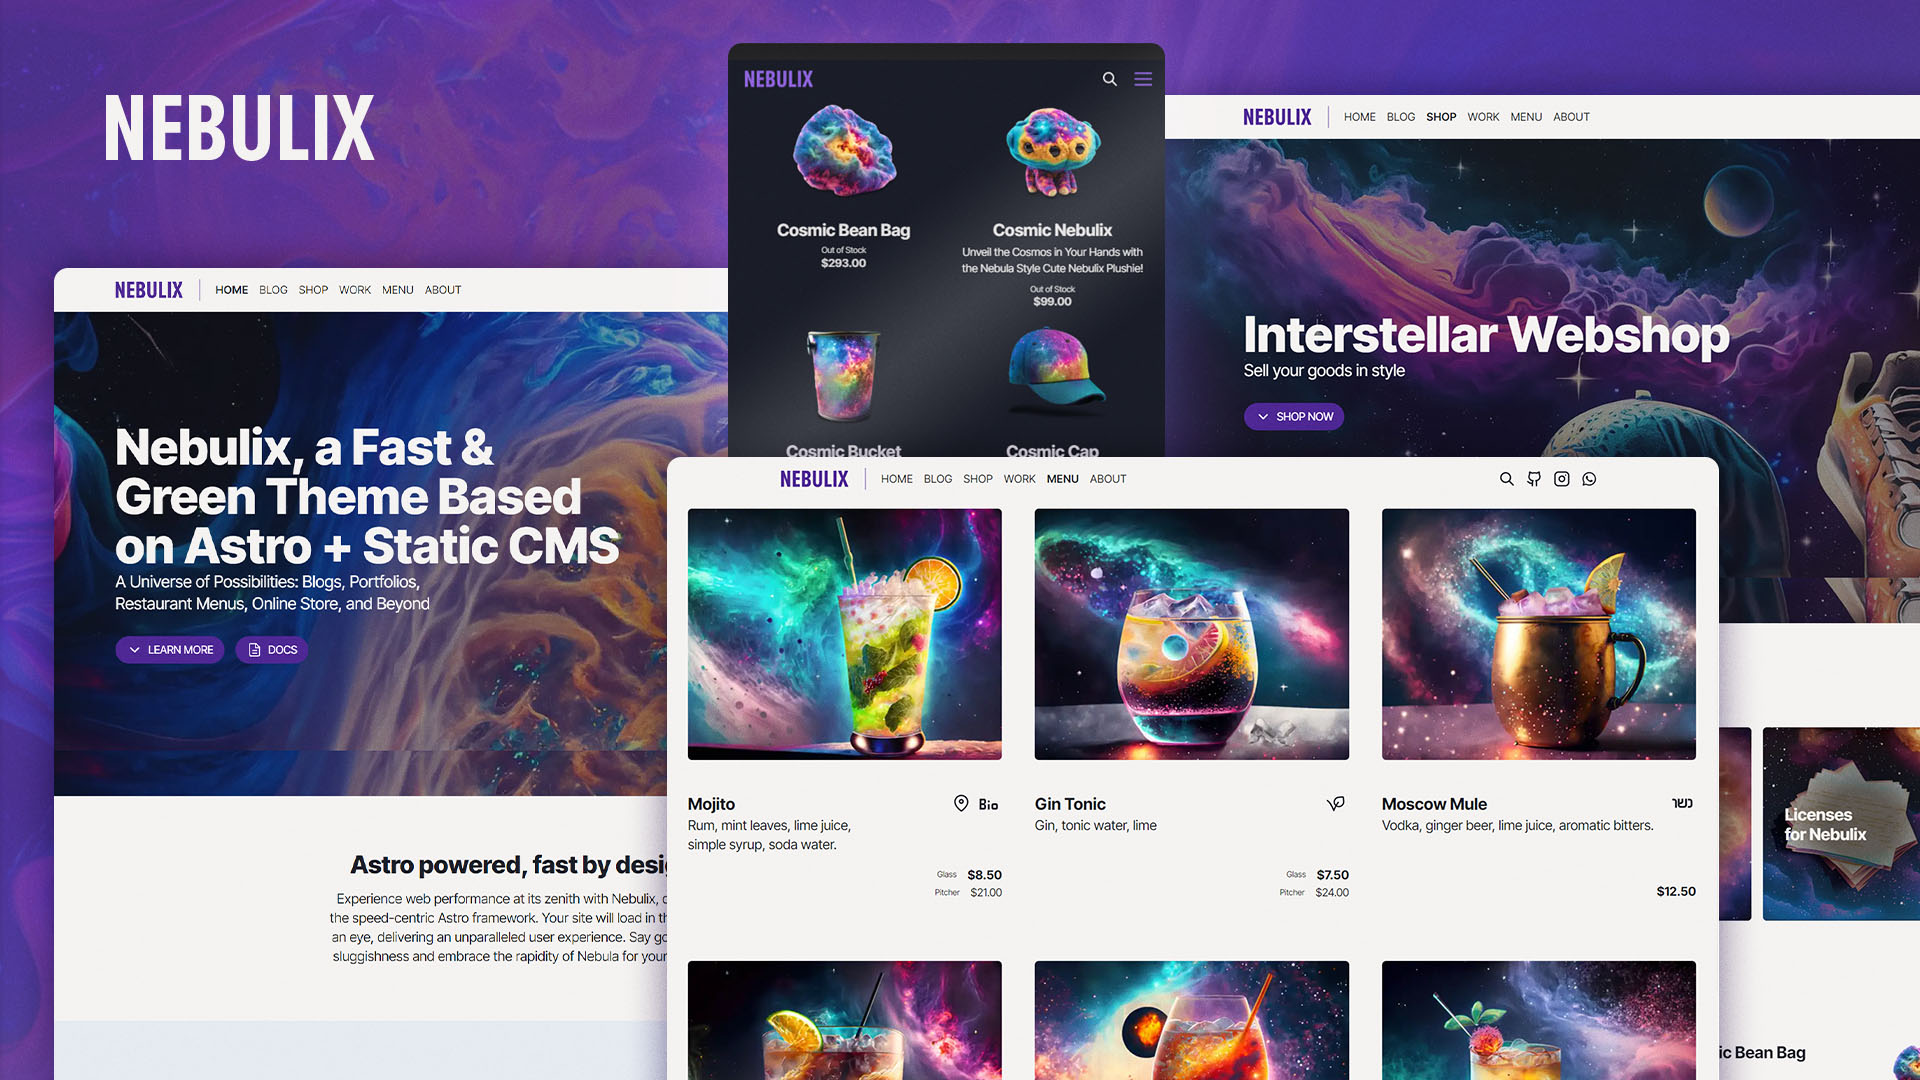 NEBULIX
NEBULIX
HOME BLOG SHOP WORK MENU ABOUT
Nebulix, a Fast &
Green Theme Based
on Astro + Static CMS
A Universe of Possibilities: Blogs, Portfolios,
Restaurant Menus, Online Store, and Beyond
LEARN MORE DOCS
Astro powered, fast by desi
Experience web performance at its zenith with Nebulix,
the speed-centric Astro framework. Your site will load in
an eye, delivering an unparalleled user experience. Say
sluggishness and embrace the rapidity of Nebula for your
NEBULIX
Cosmic Bean Bag
Out of Stock
$293.00
Cosmic Nebulix
Unveil the Cosmos in Your Hands with
the Nebula Style Cute Nebulix Plushie!
Out of Stock
$99.00
Cosmic Bucket
Cosmic Cap
NEBULIX
HOME BLOG SHOP WORK MENU ABOUT
Interstellar Webshop
Sell your goods in style
SHOP NOW
NEBULIX
HOME BLOG SHOP WORK MENU ABOUT
Mojito Bio
Rum, mint leaves, lime juice,
simple syrup, soda water.
Glass $8.50
Pitcher $21.00
Gin Tonic
Gin, tonic water, lime
Glass $7.50
Pitcher $24.00
Moscow Mule כשר
Vodka, ginger beer, lime juice, aromatic bitters.
$12.50
Licenses
for Nebulix
ic Bean Bag